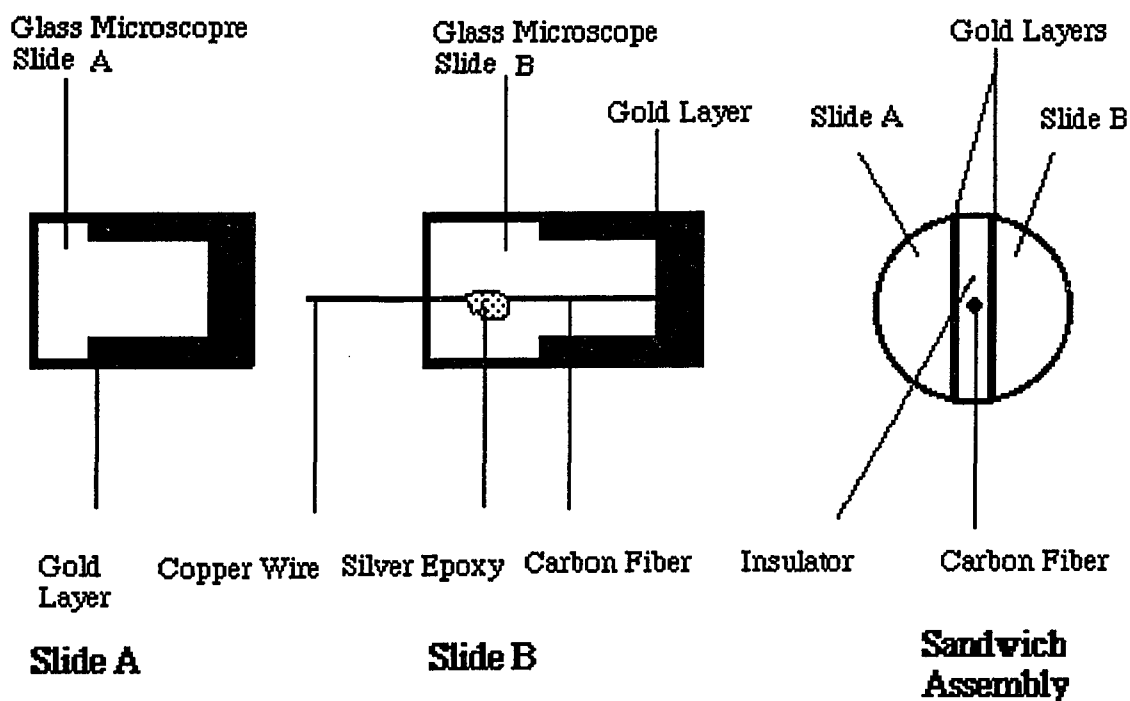 Glass Microscopre
Slide A
Glass Microscope
Slide B
Gold Layer
Gold Layers
Slide A
Slide B
Gold
Layer
Copper Wire
Silver Epoxy
Carbon Fiber
Insulator
Carbon Fiber
Slide A
Slide B
Sandwich
Assembly